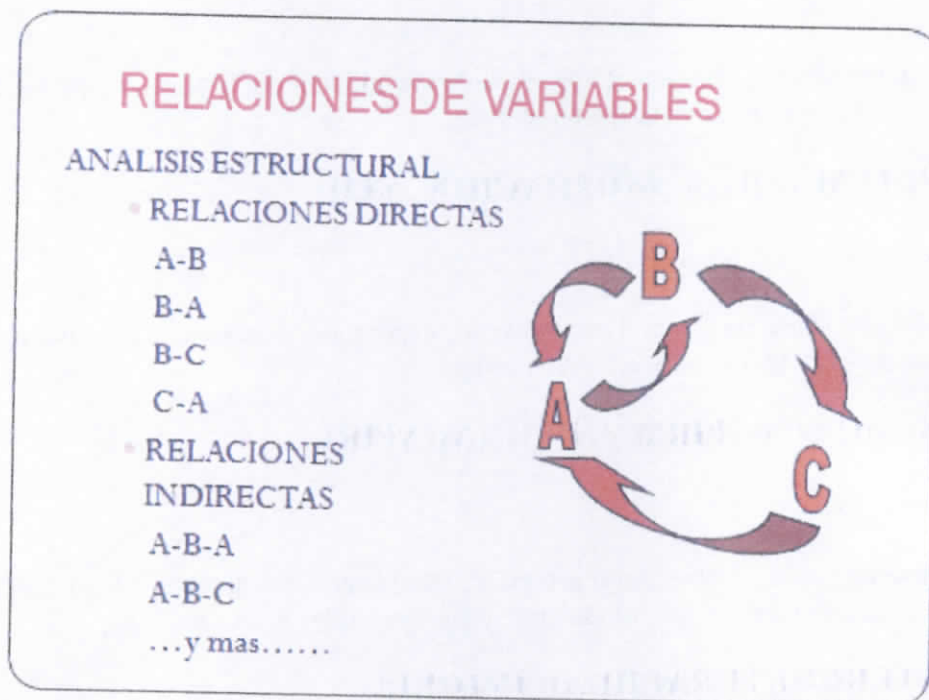 RELACIONES DE VARIABLES
ANALISIS ESTRUCTURAL
• RELACIONES DIRECTAS
A-B
B-A
B-C
C-A
• RELACIONES
INDIRECTAS
A-B-A
A-B-C
...y mas......
B
A
C